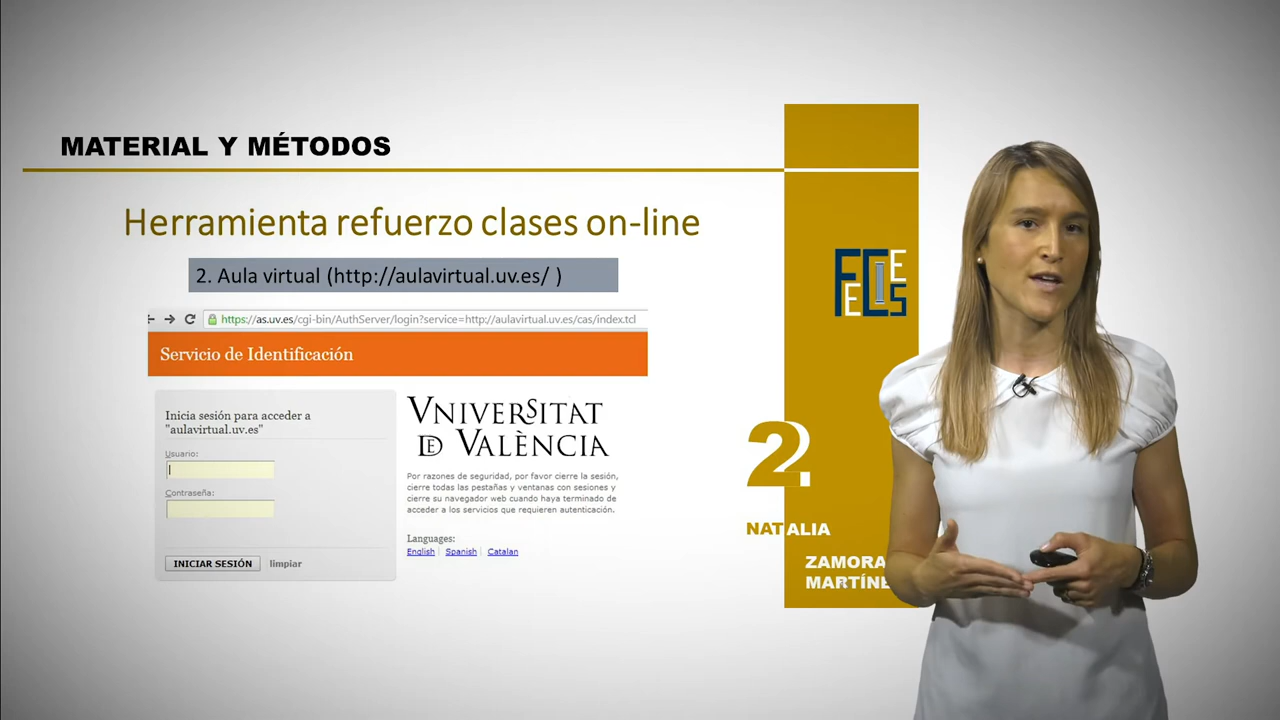 MATERIAL Y MÉTODOS
Herramienta refuerzo clases on-line
2. Aula virtual (http://aulavirtual.uv.es/ )
https://as.uv.es/cgi-bin/AuthServer/login?service=http://aulavirtual.uv.es/cas/index.tcl
Servicio de Identificación
Inicia sesión para acceder a
"aulavirtual.uv.es"
Usuario:
Contraseña:
INICIAR SESIÓN limpiar
VNIVERSITAT
DE VALÈNCIA
Por razones de seguridad, por favor cierre la sesión,
cierre todas las pestañas y ventanas con sesiones y
cierre su navegador web cuando haya terminado de
acceder a los servicios que requieren autenticación.
Languages:
English Spanish Catalan
FECIES
2.
NATALIA
ZAMORA
MARTÍNE